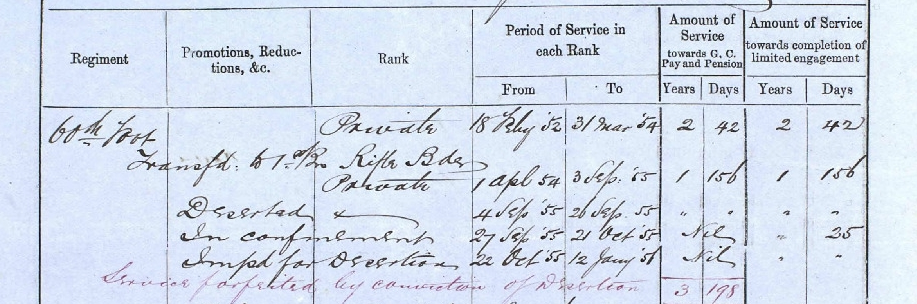 Regiment Promotions, Reductions, &c. Rank Period of Service in each Rank Amount of Service towards G. C. Pay and Pension Amount of Service towards completion of limited engagement
From To Years Days Years Days
60th Foot Private 18 Feby '52 31 Mar '54 2 42 2 42
Transfd. to 1st Bn Rifle Bde
Private 1 Apl 54 3 Sep. '55 1 156 1 156
Deserted 4 Sep '55 26 Sep. '55 " " " "
In confinement 27 Sep '55 21 Oct '55 Nil " 25
Impd for Desertion 22 Oct '55 12 Jany 56 Nil " "
Service forfeited by conviction of Desertion 3 198